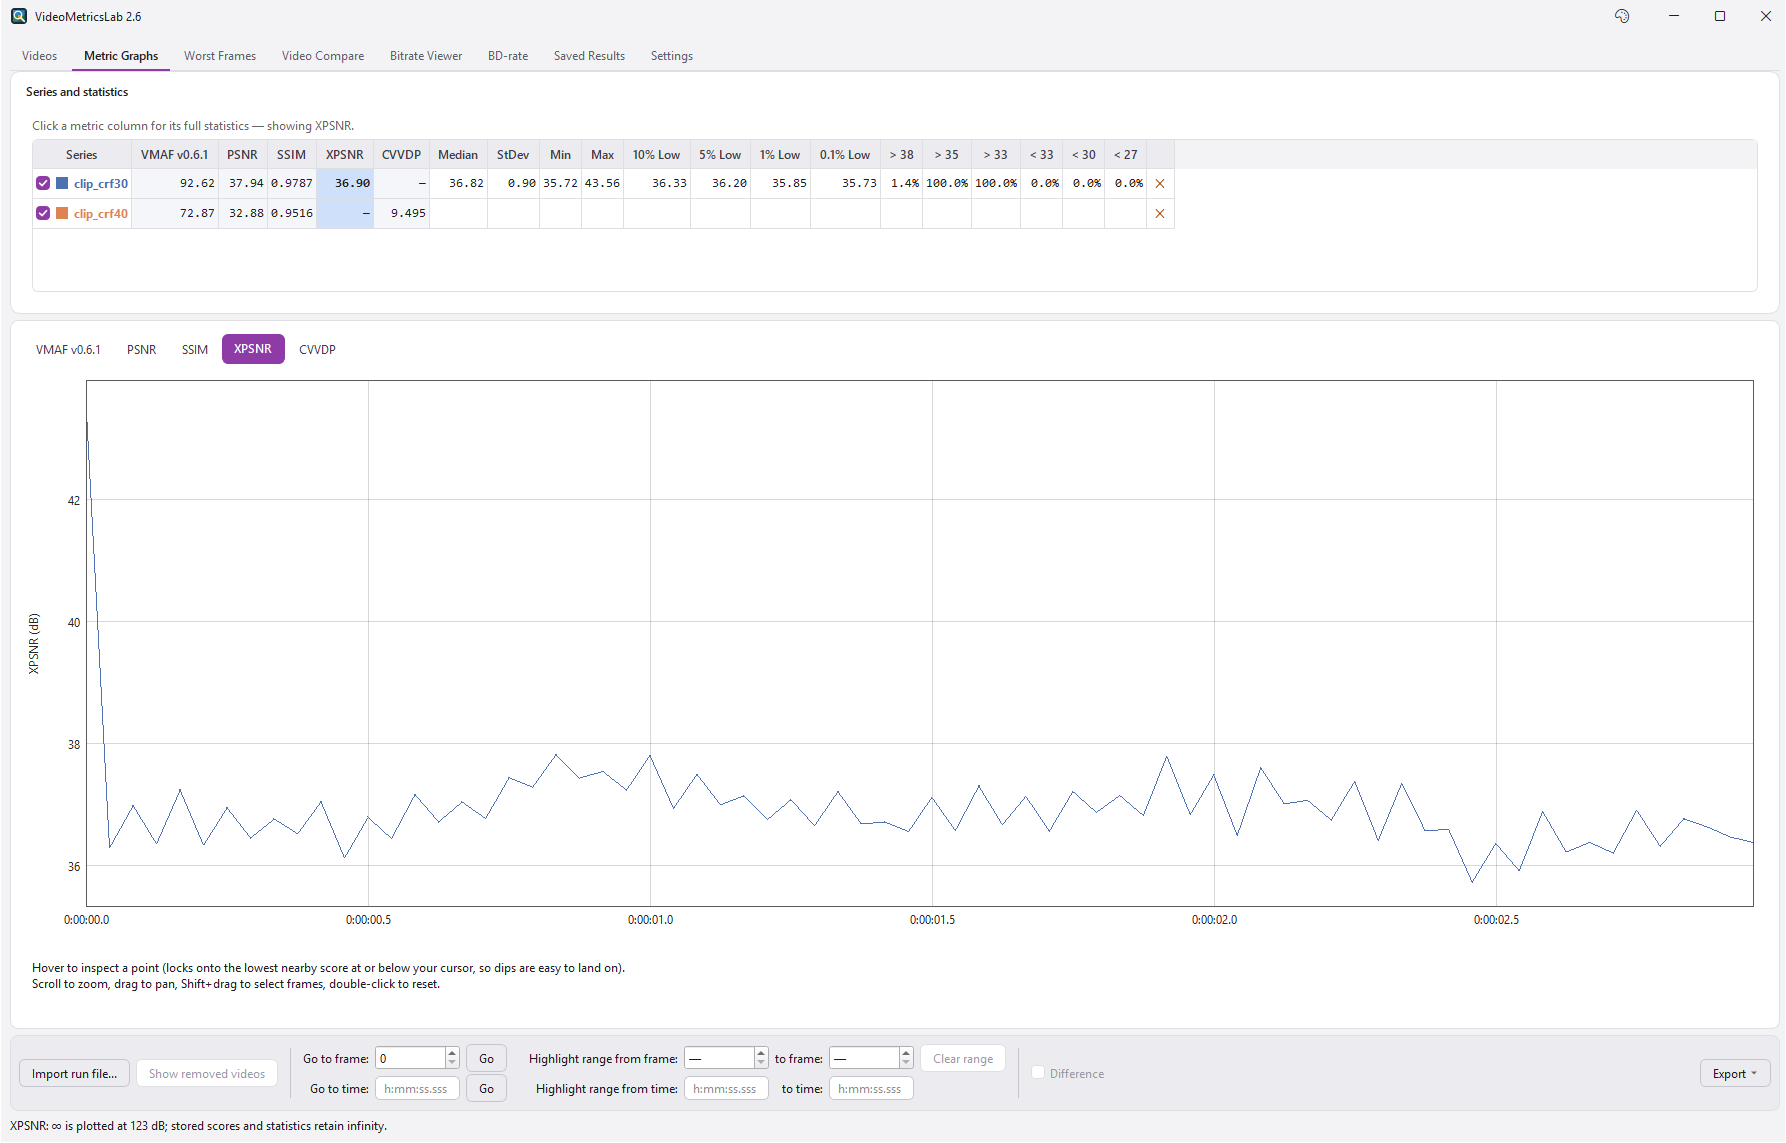 VideoMetricsLab 2.6
Videos Metric Graphs Worst Frames Video Compare Bitrate Viewer BD-rate Saved Results Settings
Series and statistics
Click a metric column for its full statistics — showing XPSNR.
Series VMAF v0.6.1 PSNR SSIM XPSNR CVVDP Median StDev Min Max 10% Low 5% Low 1% Low 0.1% Low > 38 > 35 > 33 < 33 < 30 < 27
clip_crf30 92.62 37.94 0.9787 36.90 – 36.82 0.90 35.72 43.56 36.33 36.20 35.85 35.73 1.4% 100.0% 100.0% 0.0% 0.0% 0.0%
clip_crf40 72.87 32.88 0.9516 – 9.495
VMAF v0.6.1 PSNR SSIM XPSNR CVVDP
XPSNR (dB)
42
40
38
36
0:00:00.0 0:00:00.5 0:00:01.0 0:00:01.5 0:00:02.0 0:00:02.5
Hover to inspect a point (locks onto the lowest nearby score at or below your cursor, so dips are easy to land on).
Scroll to zoom, drag to pan, Shift+drag to select frames, double-click to reset.
Import run file... Show removed videos
Go to frame: 0 Go Highlight range from frame: — to frame: — Clear range
Go to time: h:mm:ss.sss Go Highlight range from time: h:mm:ss.sss to time: h:mm:ss.sss
Difference
Export
XPSNR: ∞ is plotted at 123 dB; stored scores and statistics retain infinity.